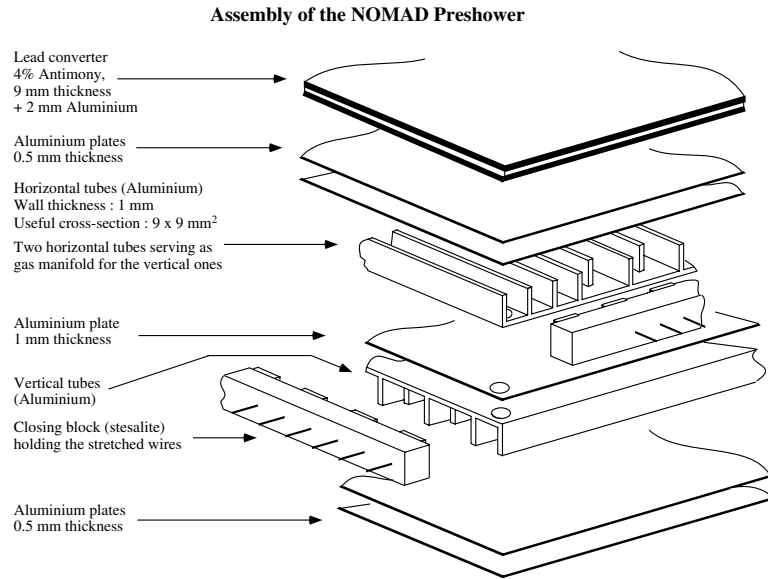 Assembly of the NOMAD Preshower
Lead converter
4% Antimony,
9 mm thickness
+ 2 mm Aluminium
Aluminium plates
0.5 mm thickness
Horizontal tubes (Aluminium)
Wall thickness : 1 mm
Useful cross-section : 9 x 9 mm²
Two horizontal tubes serving as
gas manifold for the vertical ones
Aluminium plate
1 mm thickness
Vertical tubes
(Aluminium)
Closing block (stesalite)
holding the stretched wires
Aluminium plates
0.5 mm thickness